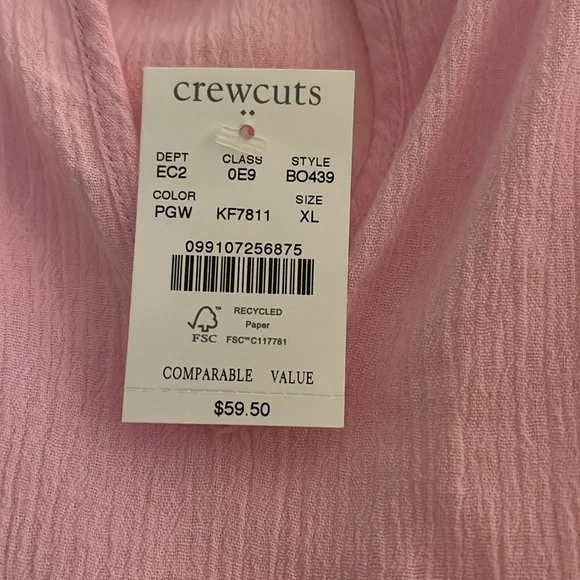 crewcuts
DEPT CLASS STYLE
EC2 0E9 BO439
COLOR SIZE
PGW KF7811 XL
099107256875
RECYCLED
Paper
FSC FSC™C117781
COMPARABLE VALUE
$59.50